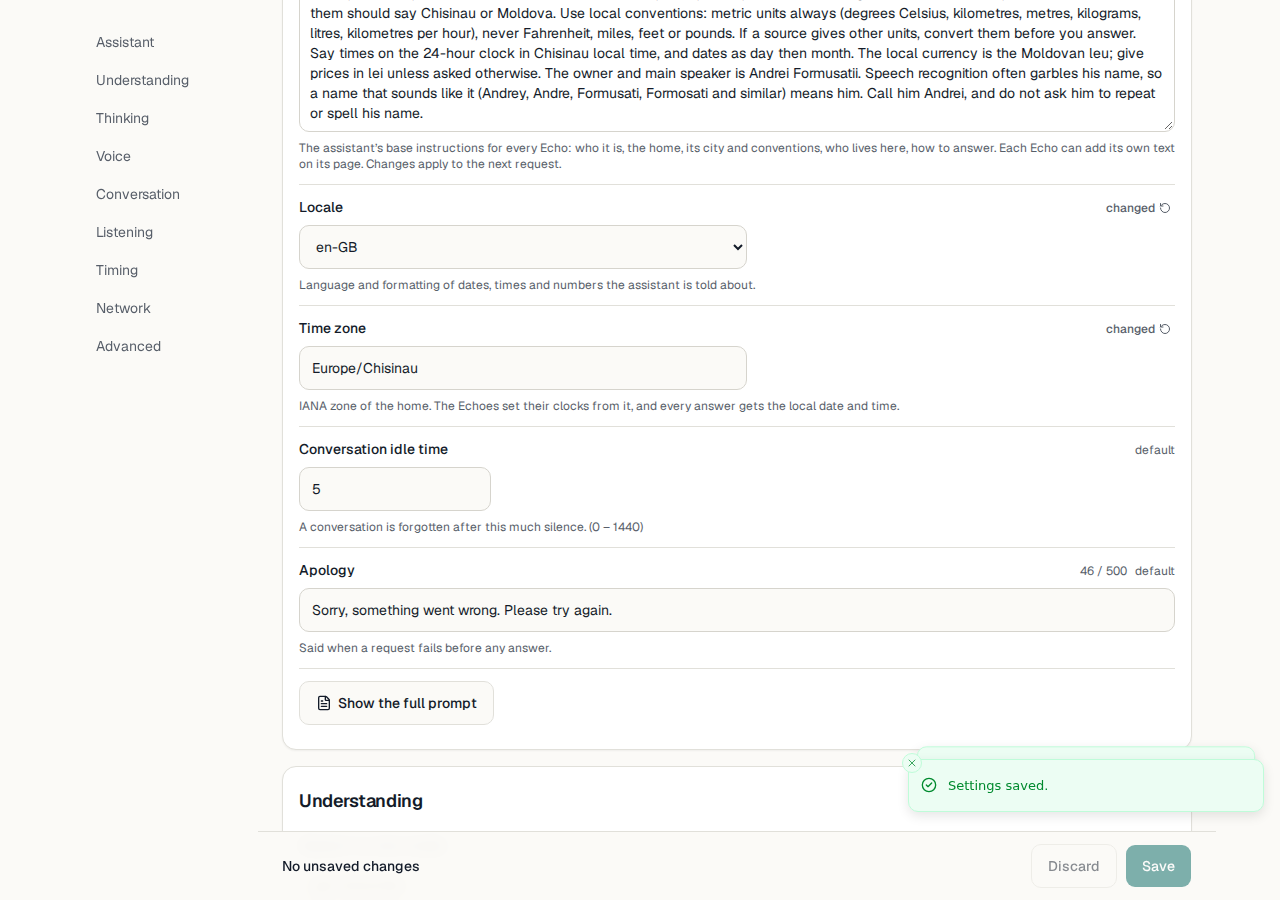 them should say Chisinau or Moldova. Use local conventions: metric units always (degrees Celsius, kilometres, metres, kilograms,
litres, kilometres per hour), never Fahrenheit, miles, feet or pounds. If a source gives other units, convert them before you answer.
Say times on the 24-hour clock in Chisinau local time, and dates as day then month. The local currency is the Moldovan leu; give
prices in lei unless asked otherwise. The owner and main speaker is Andrei Formusatii. Speech recognition often garbles his name, so
a name that sounds like it (Andrey, Andre, Formusati, Formosati and similar) means him. Call him Andrei, and do not ask him to repeat
or spell his name.
The assistant's base instructions for every Echo: who it is, the home, its city and conventions, who lives here, how to answer. Each Echo can add its own text
on its page. Changes apply to the next request.
Assistant
Understanding
Thinking
Voice
Conversation
Listening
Timing
Network
Advanced
Locale changed
en-GB
Language and formatting of dates, times and numbers the assistant is told about.
Time zone changed
Europe/Chisinau
IANA zone of the home. The Echoes set their clocks from it, and every answer gets the local date and time.
Conversation idle time default
5
A conversation is forgotten after this much silence. (0 – 1440)
Apology 46 / 500 default
Sorry, something went wrong. Please try again.
Said when a request fails before any answer.
Show the full prompt
Understanding
Settings saved.
No unsaved changes
Discard
Save